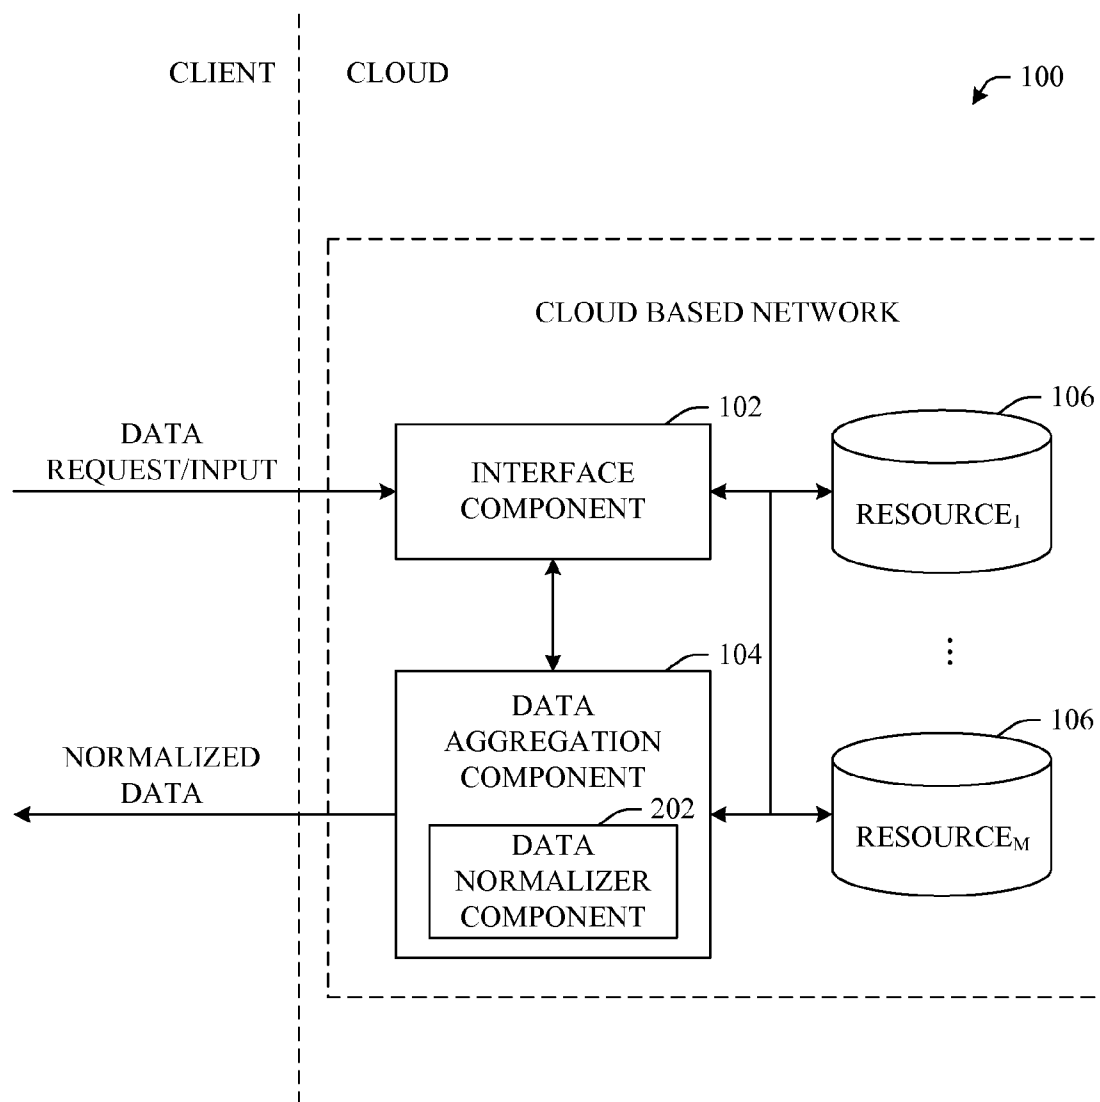 CLIENT
CLOUD
100
CLOUD BASED NETWORK
102
106
DATA
REQUEST/INPUT
INTERFACE
COMPONENT
RESOURCE₁
⋮
104
106
DATA
AGGREGATION
COMPONENT
NORMALIZED
DATA
202
DATA
NORMALIZER
COMPONENT
RESOURCE_M